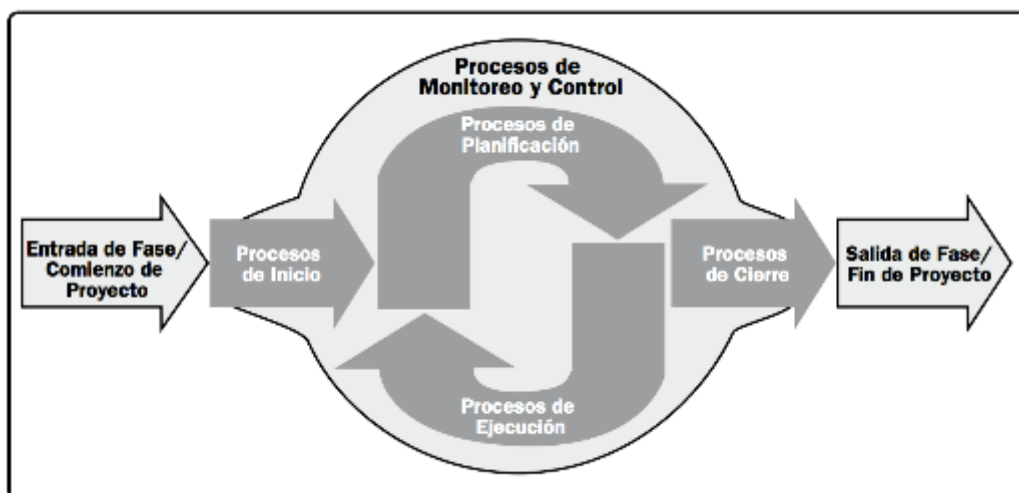 Procesos de
Monitoreo y Control
Procesos de
Planificación
Entrada de Fase/
Comienzo de
Proyecto
Procesos
de Inicio
Procesos
de Cierre
Salida de Fase/
Fin de Proyecto
Procesos de
Ejecución